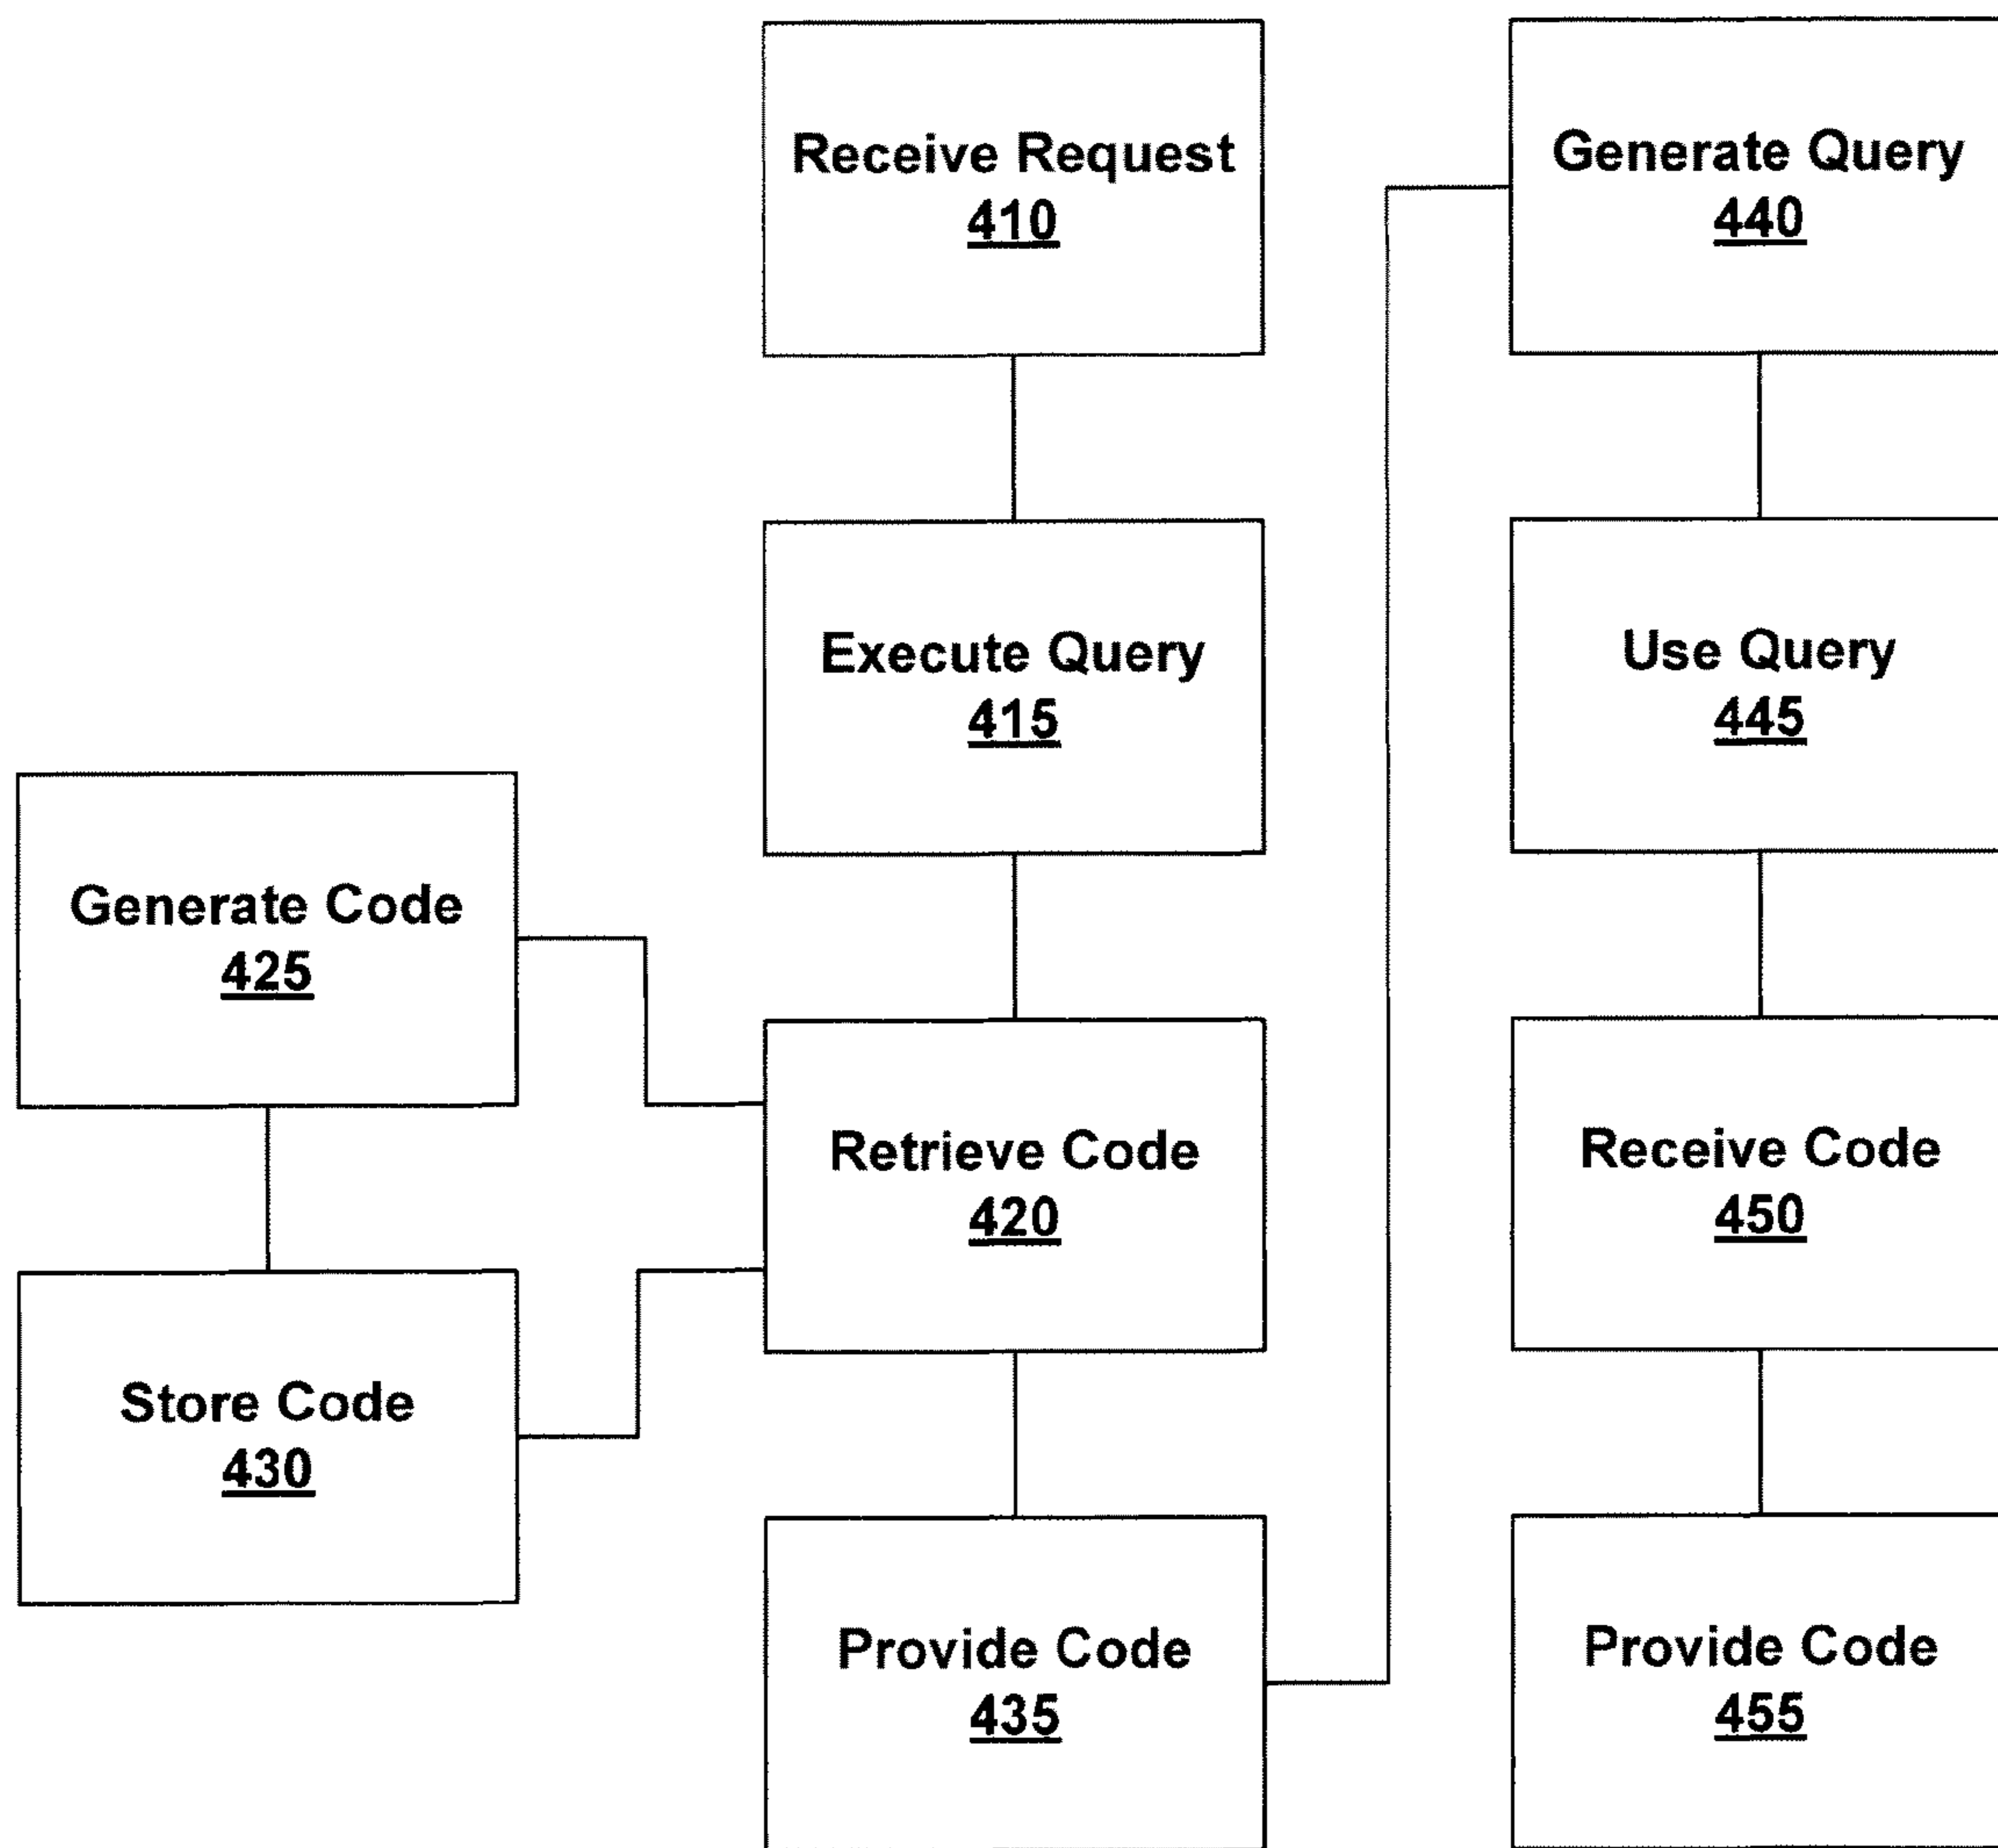 Receive Request
410
Execute Query
415
Generate Code
425
Retrieve Code
420
Store Code
430
Provide Code
435
Generate Query
440
Use Query
445
Receive Code
450
Provide Code
455